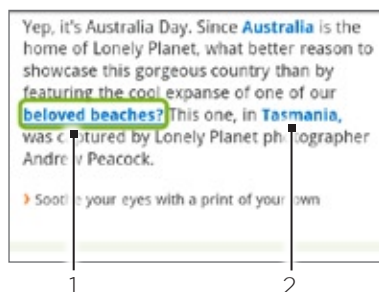 Yep, it's Australia Day. Since Australia is the
home of Lonely Planet, what better reason to
showcase this gorgeous country than by
featuring the cool expanse of one of our
beloved beaches? This one, in Tasmania,
was captured by Lonely Planet photographer
Andrew Peacock.
› Soothe your eyes with a print of your own
1 2